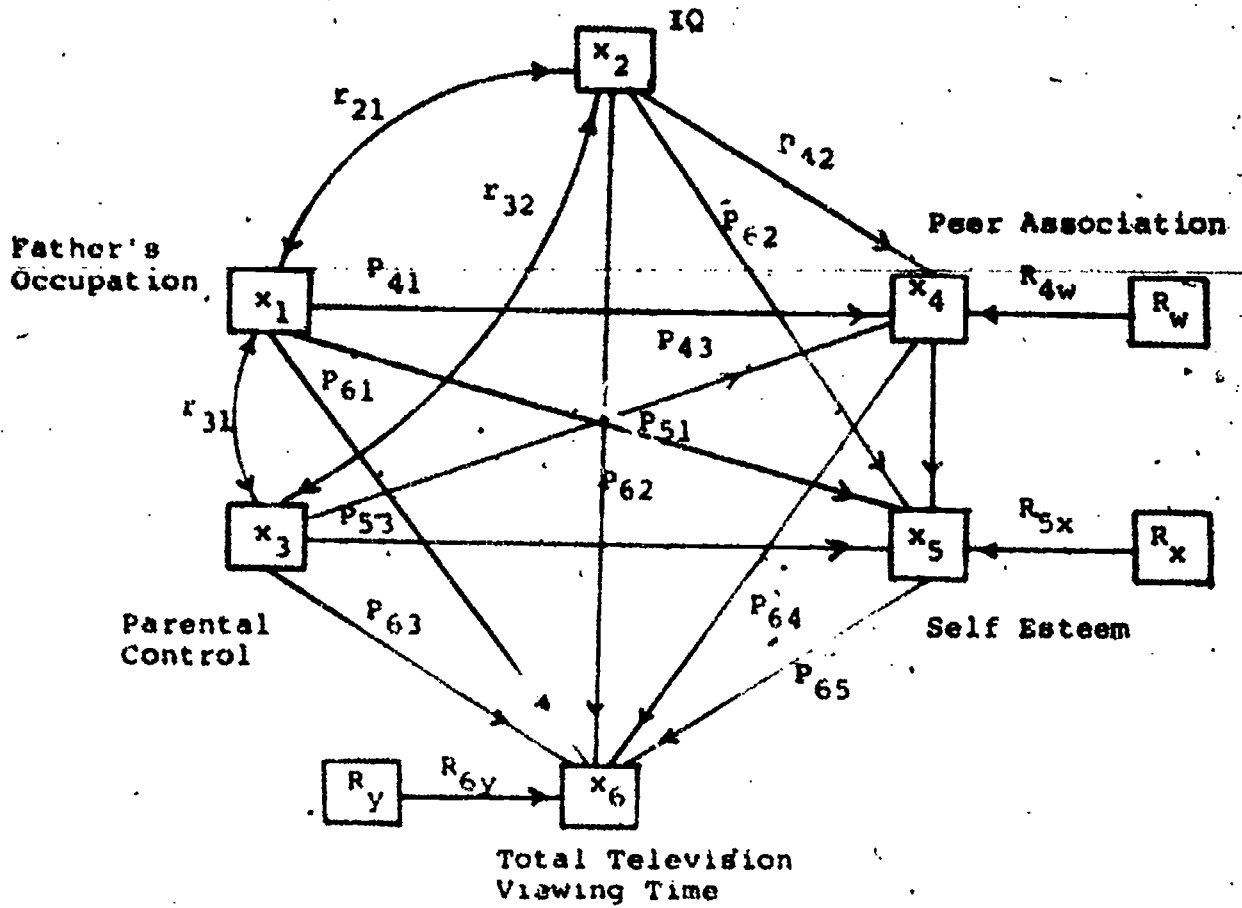 IQ
x2
r21
P42
r32
P62
Peer Association
Father's
Occupation
x1
P41
x4
R4w
Rw
P43
P61
r31
P51
P62
P53
x3
x5
R5x
Rx
P63
P64
Parental
Control
Self Esteem
P65
Ry
R6y
x6
Total Television
Viewing Time